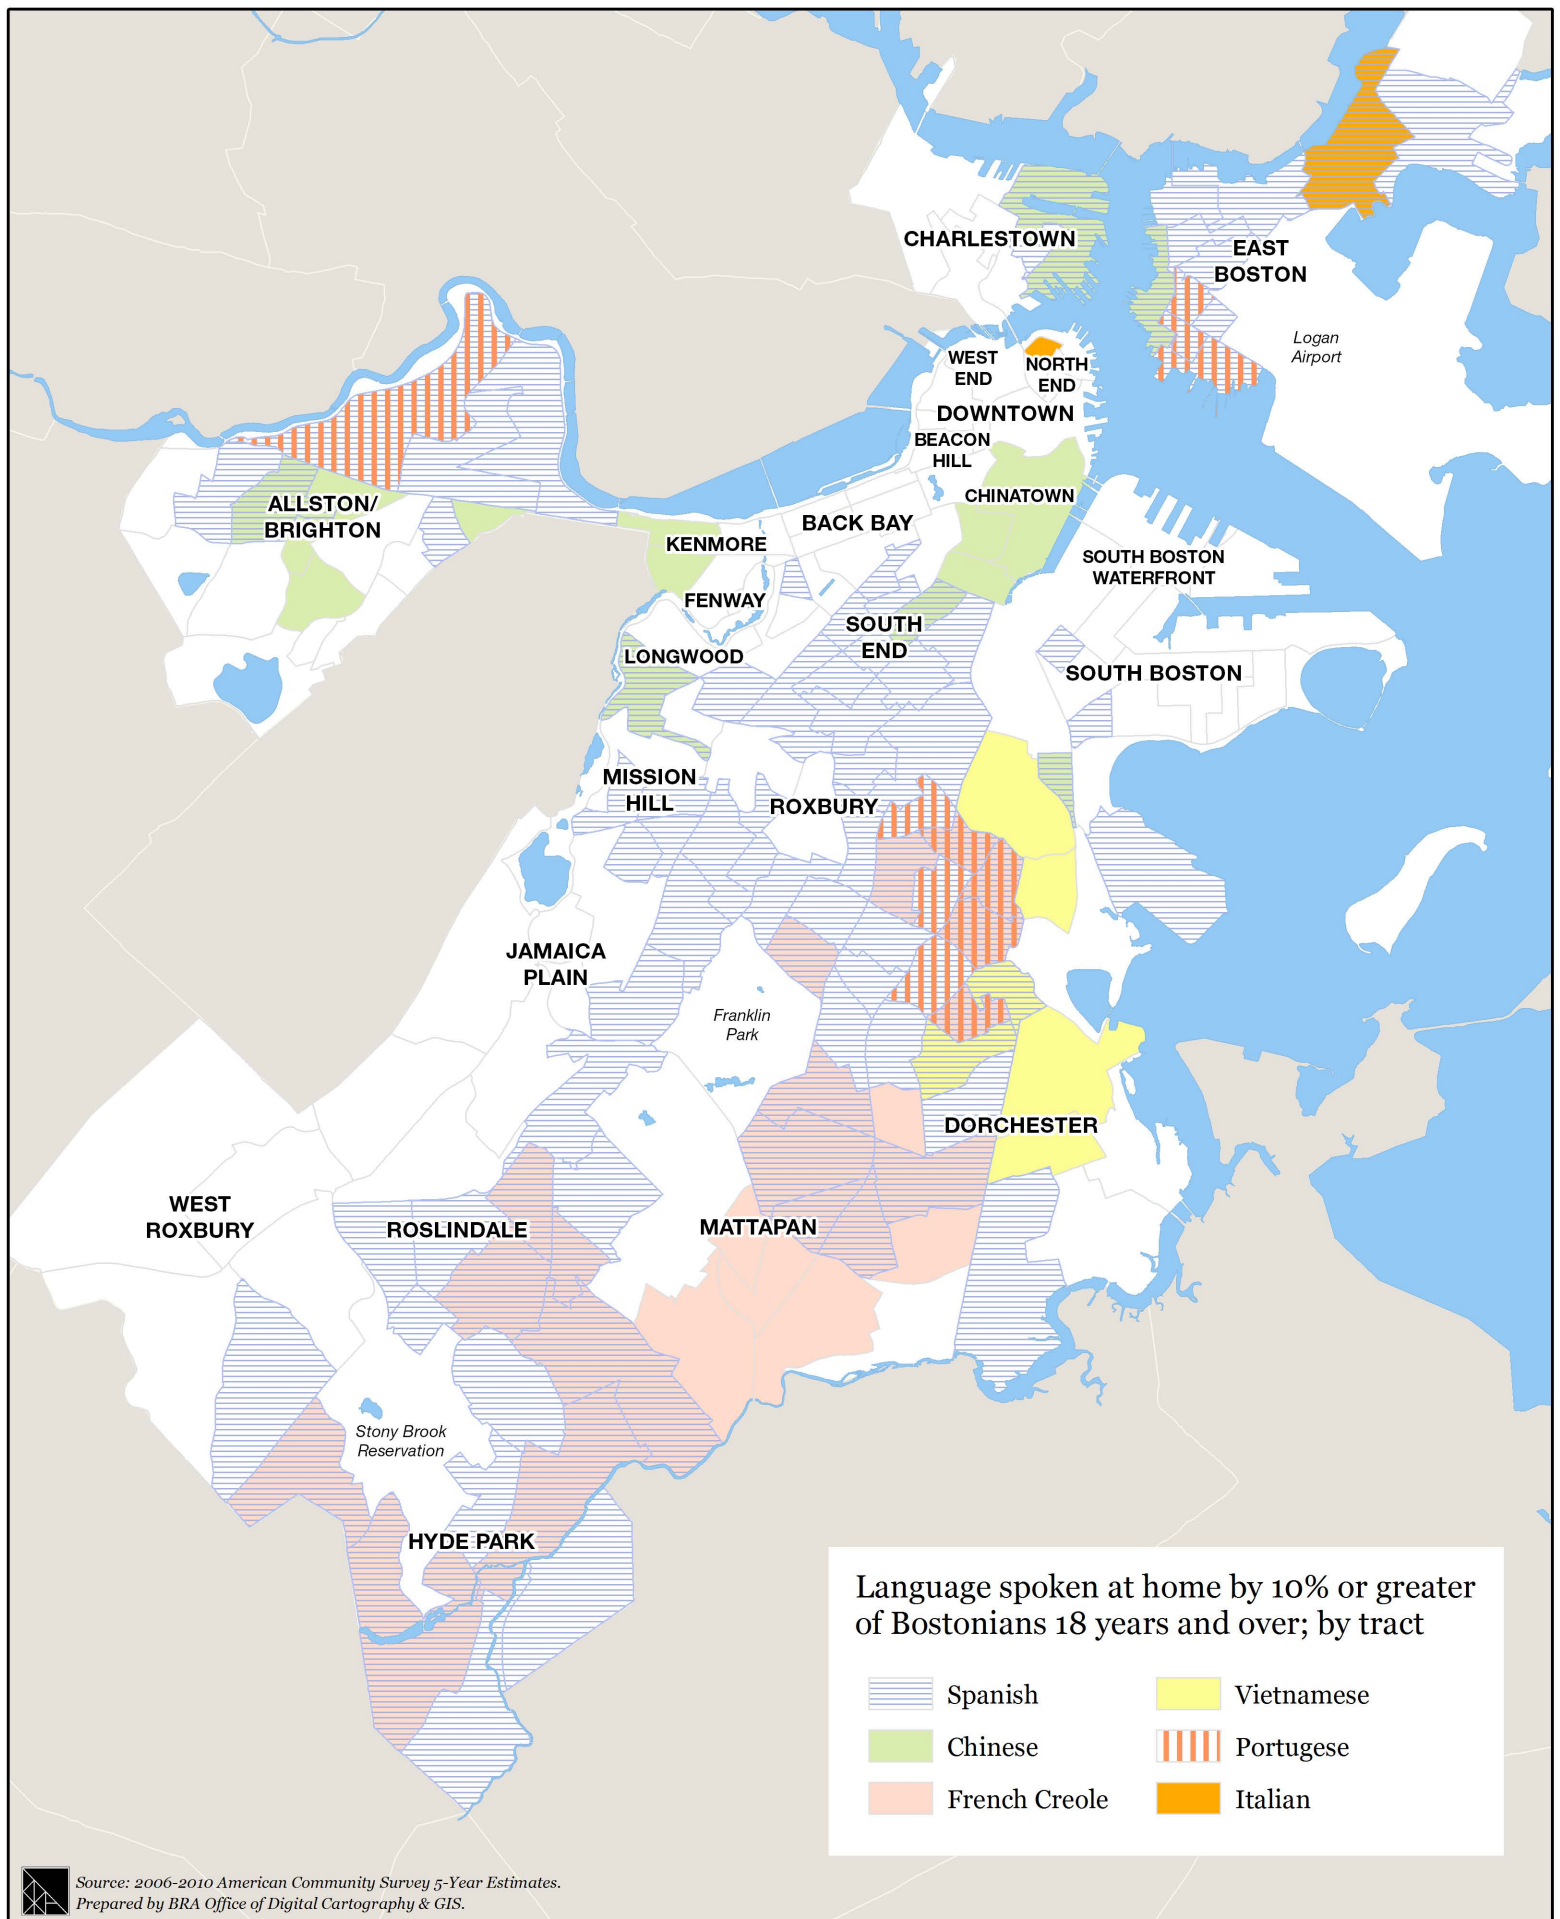 CHARLESTOWN
EAST
BOSTON
Logan
Airport
WEST
END
NORTH
END
DOWNTOWN
BEACON
HILL
CHINATOWN
ALLSTON/
BRIGHTON
BACK BAY
KENMORE
SOUTH BOSTON
WATERFRONT
FENWAY
SOUTH
END
LONGWOOD
SOUTH BOSTON
MISSION
HILL
ROXBURY
JAMAICA
PLAIN
Franklin
Park
DORCHESTER
WEST
ROXBURY
ROSLINDALE
MATTAPAN
Stony Brook
Reservation
HYDE PARK
Language spoken at home by 10% or greater
of Bostonians 18 years and over; by tract
Spanish
Vietnamese
Chinese
Portugese
French Creole
Italian
BRA
Source: 2006-2010 American Community Survey 5-Year Estimates.
Prepared by BRA Office of Digital Cartography & GIS.